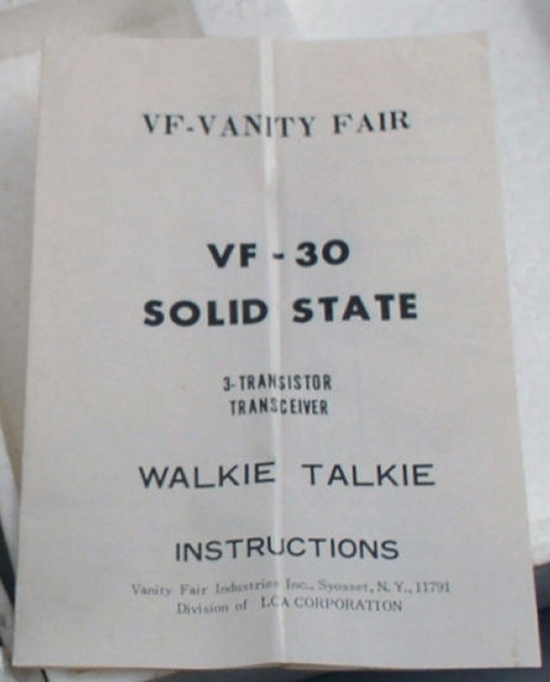 VF-VANITY FAIR
VF-30
SOLID STATE
3-TRANSISTOR
TRANSCEIVER
WALKIE TALKIE
INSTRUCTIONS
Vanity Fair Industries Inc., Syosset, N. Y., 11791
Division of LCA CORPORATION